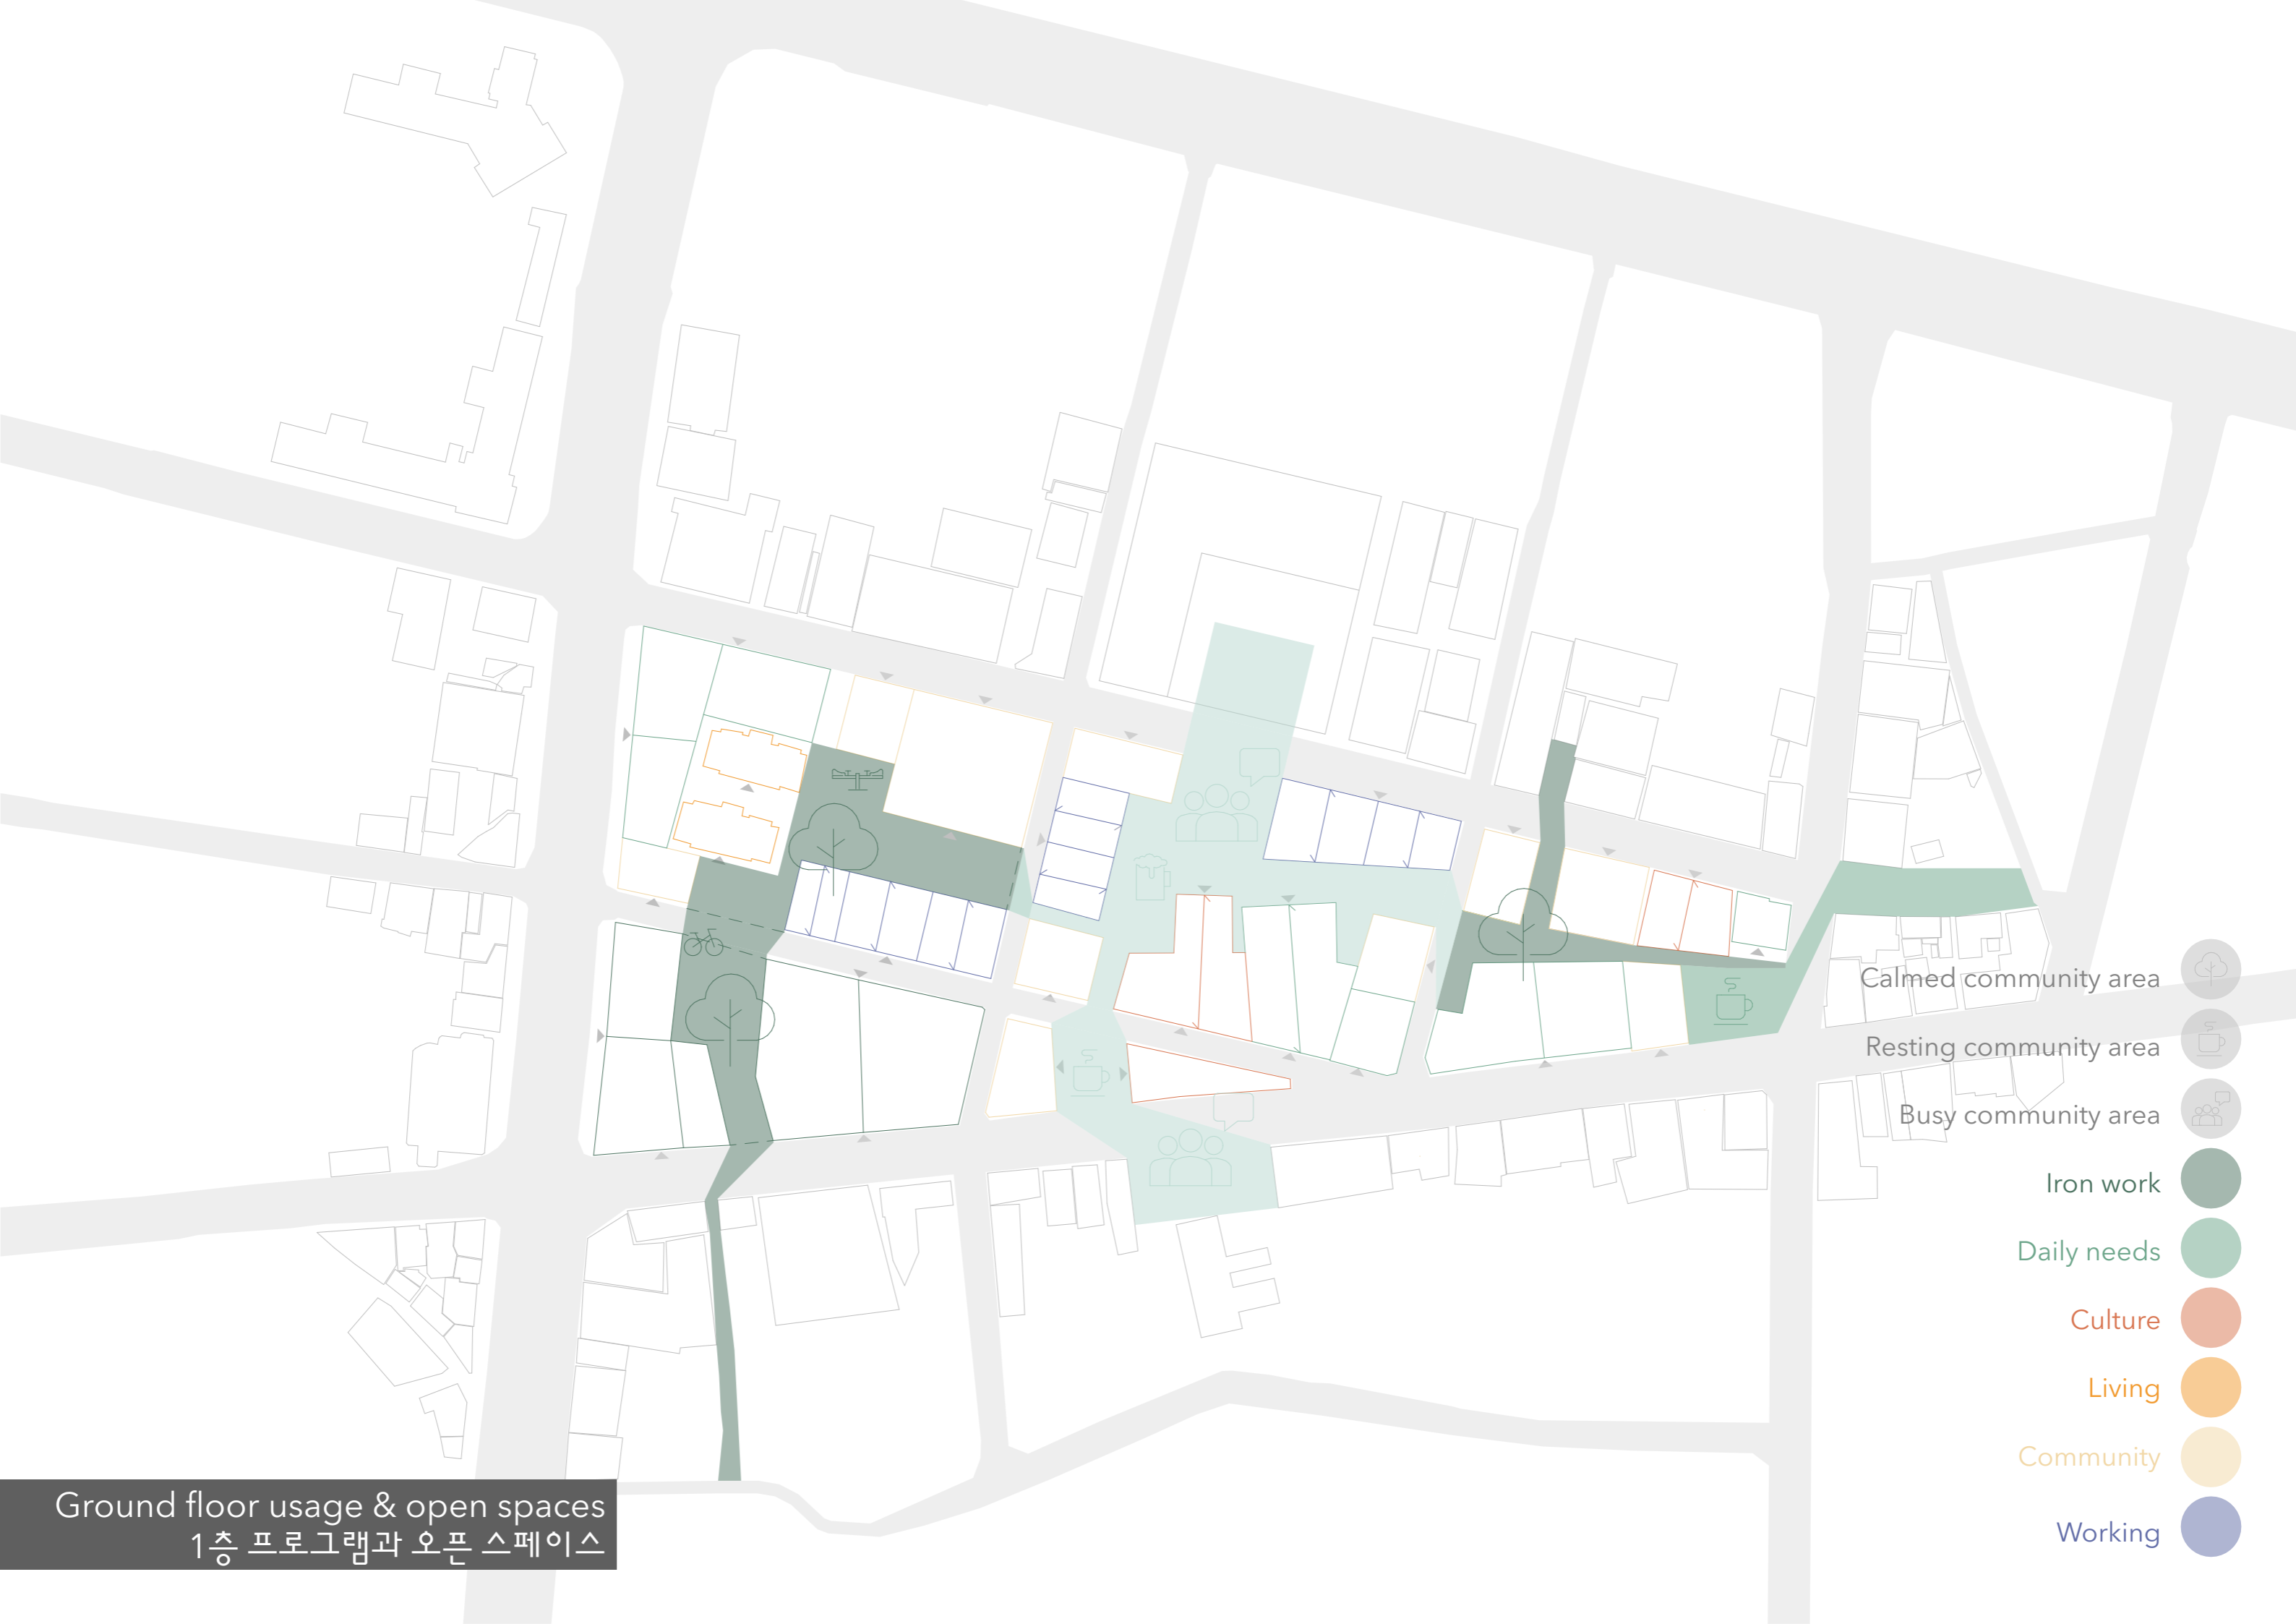 Calmed community area
Resting community area
Busy community area
Iron work
Daily needs
Culture
Living
Community
Working
Ground floor usage & open spaces
1층 프로그램과 오픈 스페이스